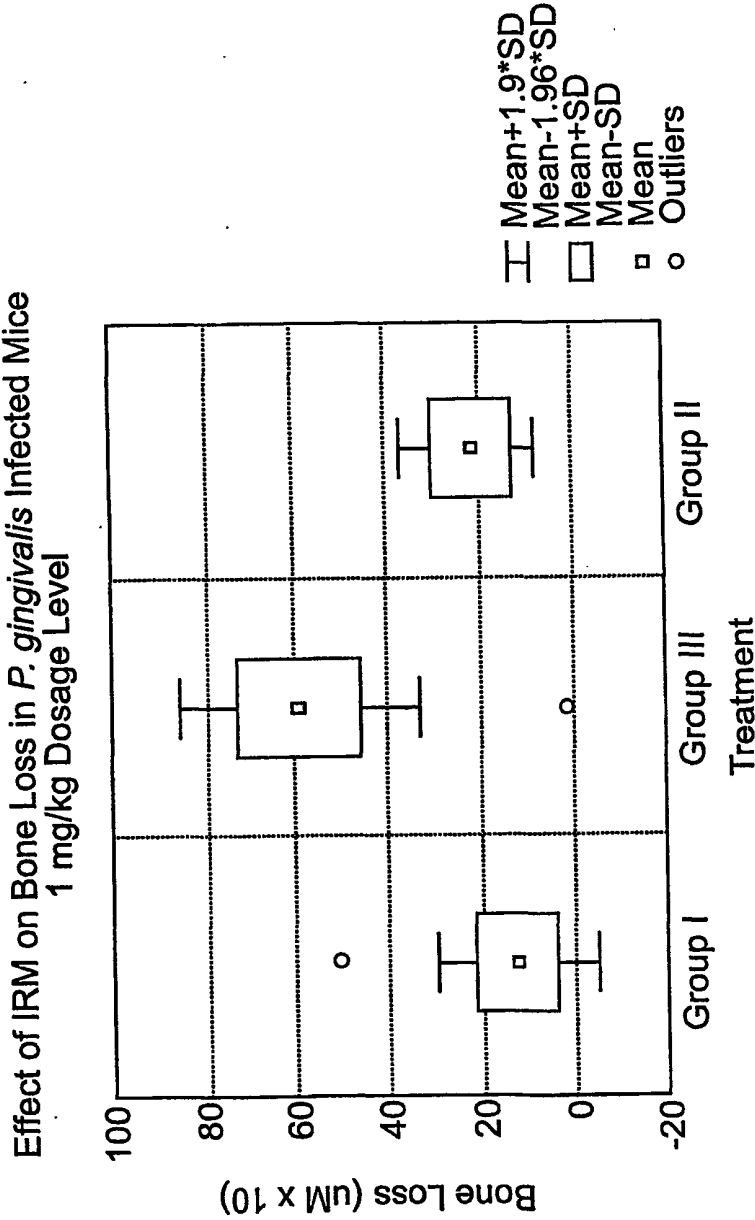 Effect of IRM on Bone Loss in P. gingivalis Infected Mice
1 mg/kg Dosage Level
Bone Loss (uM x 10)
100
80
60
40
20
0
-20
Group I
Group III
Group II
Treatment
Mean+1.9*SD
Mean-1.96*SD
Mean+SD
Mean-SD
Mean
Outliers